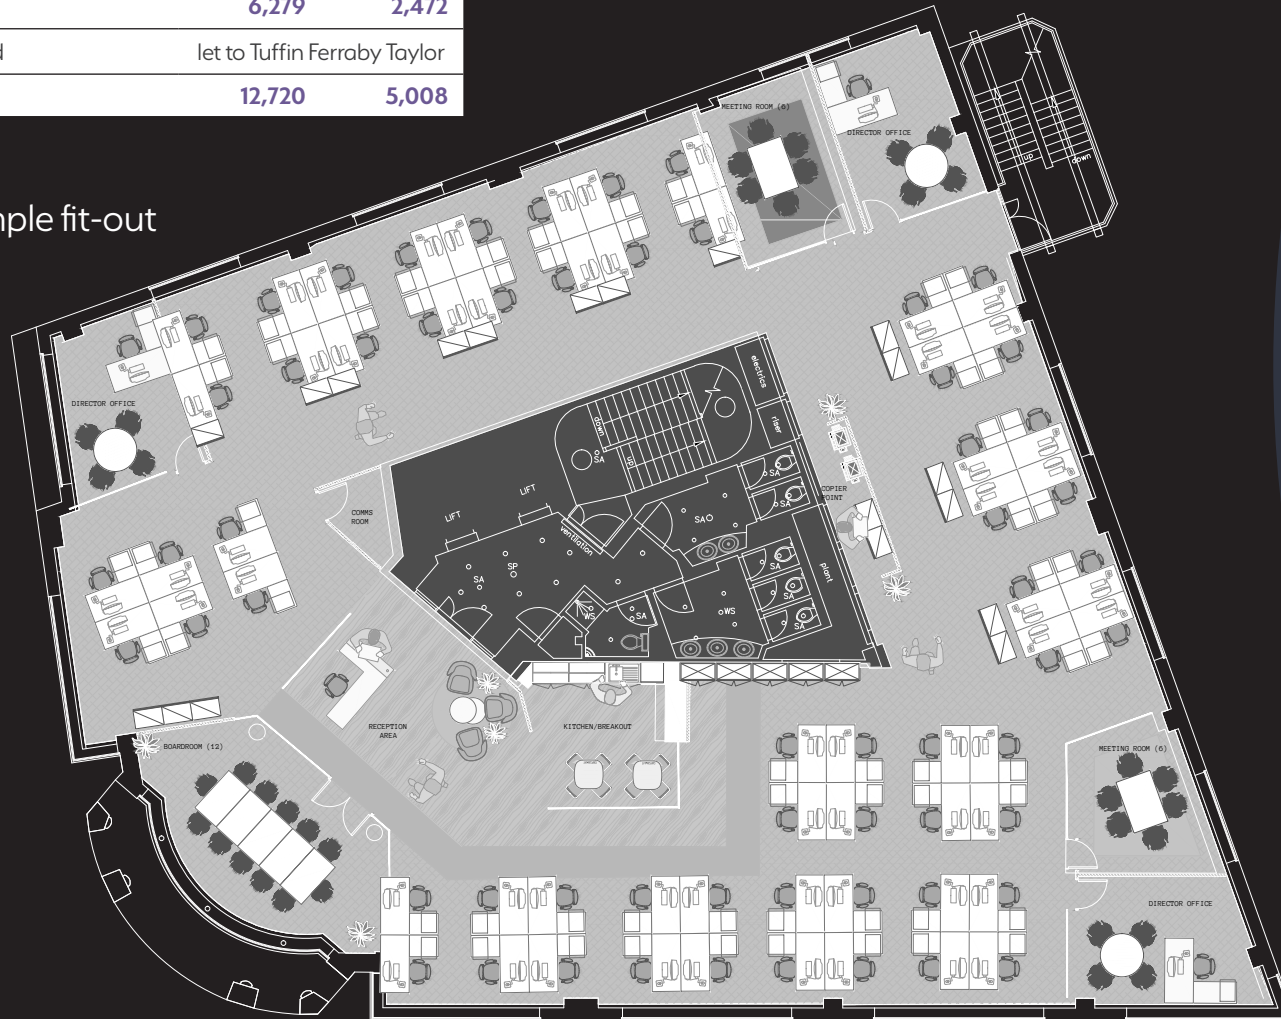 6,279 2,472
d let to Tuffin Ferraby Taylor
12,720 5,008
mple fit-out
MEETING ROOM (6)
DIRECTOR OFFICE
up
down
electrics
riser
DIRECTOR OFFICE
down
up
SA
SA
SA
COPIER
POINT
LIFT
LIFT
COMMS
ROOM
SA
ventilation
SP
SA
SA
SA
SA
plant
WS
SA
WS
RECEPTION
AREA
KITCHEN/BREAKOUT
BOARDROOM (12)
MEETING ROOM (6)
DIRECTOR OFFICE